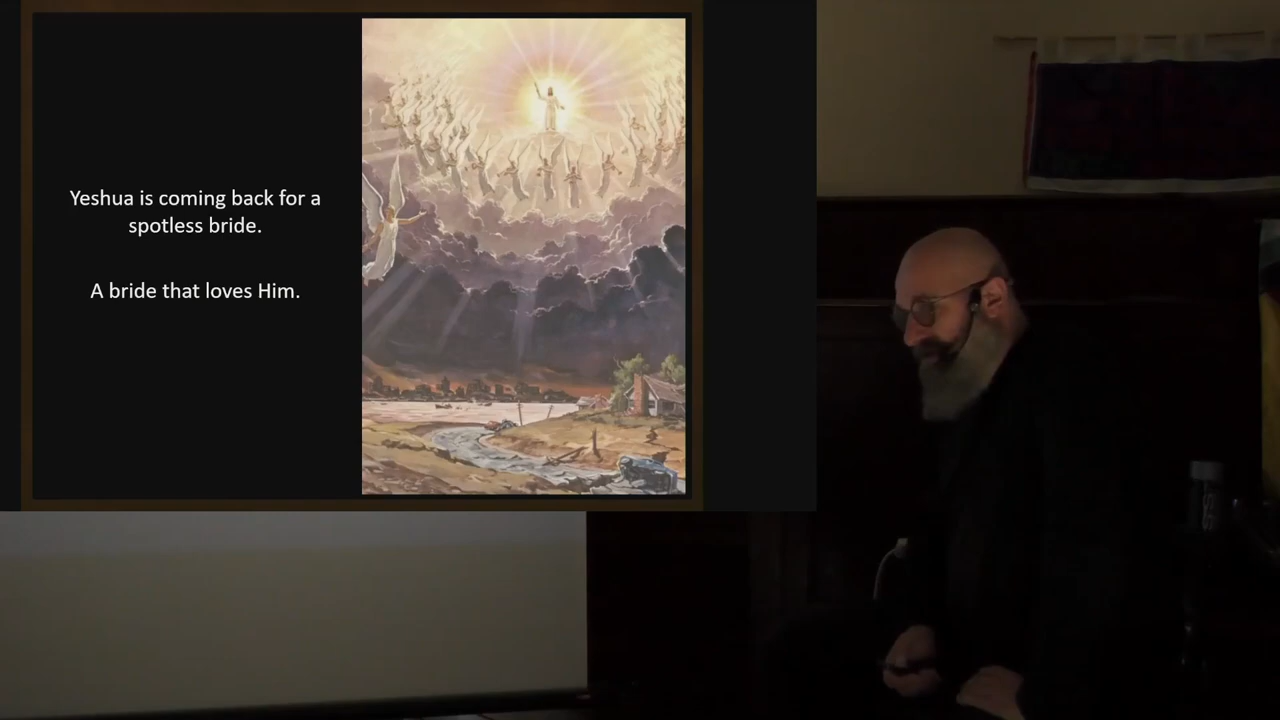 Yeshua is coming back for a
spotless bride.
A bride that loves Him.